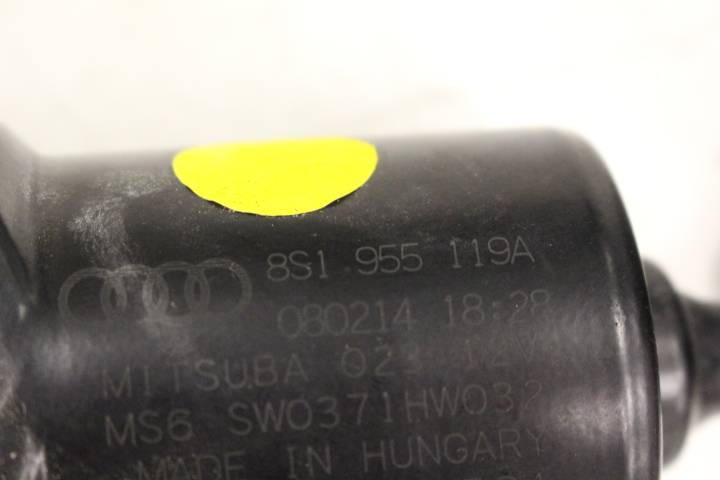 8S1 955 119A
080214 18:28
MITSUBA 023 12V
MS6 SW0371HW032
MADE IN HUNGARY